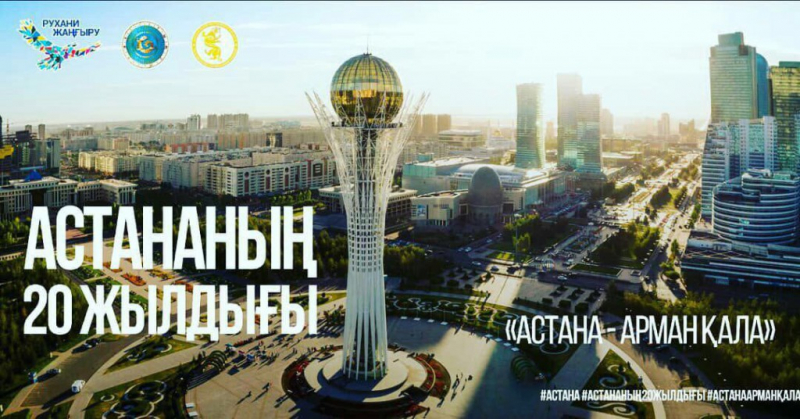 РУХАНИ
ЖАҢҒЫРУ
АСТАНАНЫҢ
20 ЖЫЛДЫҒЫ
«АСТАНА - АРМАН ҚАЛА»
#АСТАНА #АСТАНАНЫҢ20ЖЫЛДЫҒЫ #АСТАНААРМАНҚАЛА